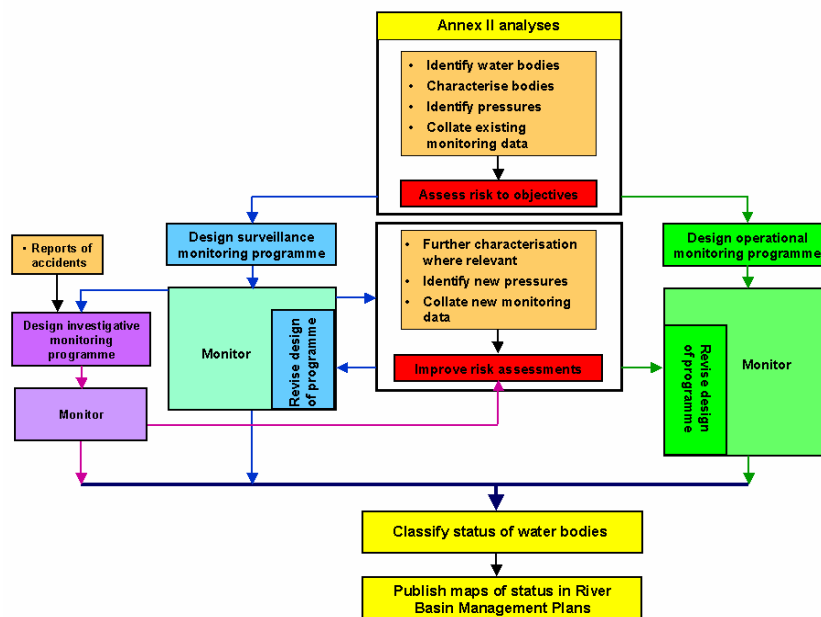 Annex II analyses
• Identify water bodies
• Characterise bodies
• Identify pressures
• Collate existing
monitoring data
Assess risk to objectives
Design surveillance
monitoring programme
Design operational
monitoring programme
• Reports of
accidents
• Further characterisation
where relevant
• Identify new pressures
• Collate new monitoring
data
Design investigative
monitoring
programme
Monitor
Revise design
of programme
Improve risk assessments
Revise design
of programme
Monitor
Monitor
Classify status of water bodies
Publish maps of status in River
Basin Management Plans